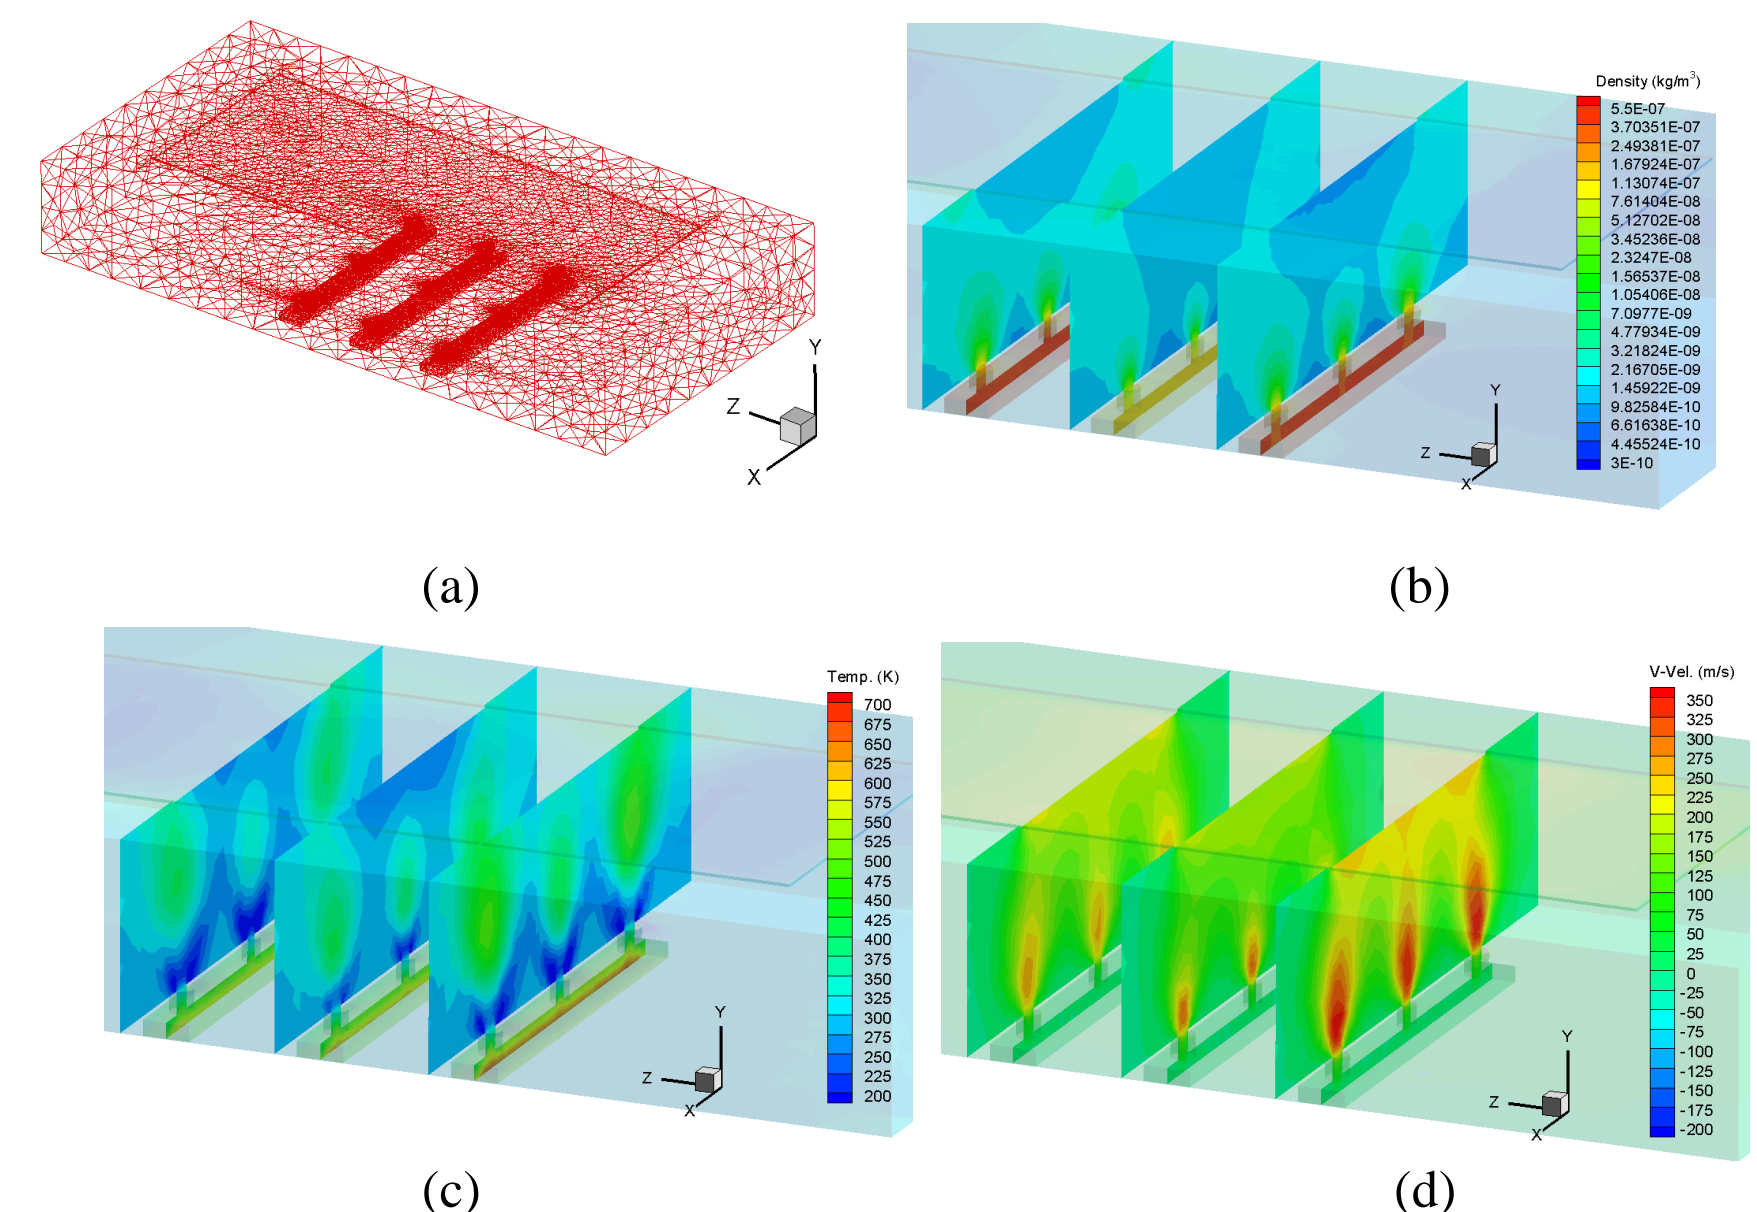 Y
Z
X
(a)
Density (kg/m³)
5.5E-07
3.70351E-07
2.49381E-07
1.67924E-07
1.13074E-07
7.61404E-08
5.12702E-08
3.45236E-08
2.3247E-08
1.56537E-08
1.05406E-08
7.0977E-09
4.77934E-09
3.21824E-09
2.16705E-09
1.45922E-09
9.82584E-10
6.61638E-10
4.45524E-10
3E-10
Y
Z
X
(b)
Temp. (K)
700
675
650
625
600
575
550
525
500
475
450
425
400
375
350
325
300
275
250
225
200
Y
Z
X
(c)
V-Vel. (m/s)
350
325
300
275
250
225
200
175
150
125
100
75
50
25
0
-25
-50
-75
-100
-125
-150
-175
-200
Y
Z
X
(d)